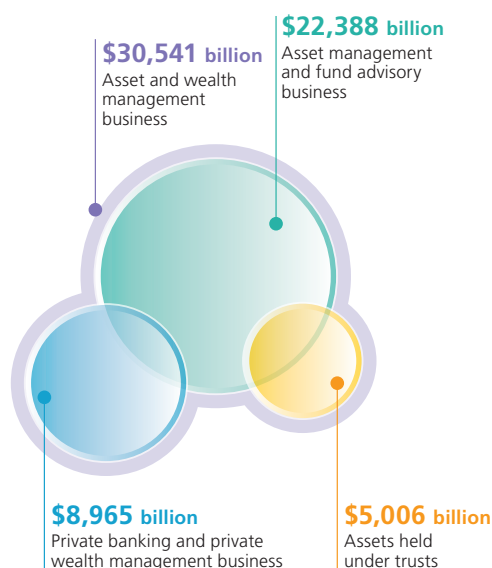 $30,541 billion
Asset and wealth
management
business
$22,388 billion
Asset management
and fund advisory
business
$8,965 billion
Private banking and private
wealth management business
$5,006 billion
Assets held
under trusts